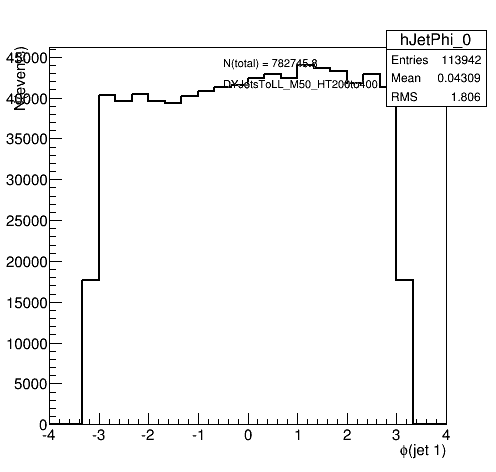 hJetPhi_0
Entries 113942
Mean 0.04309
RMS 1.806
N(total) = 782745.8
DYJetsToLL_M50_HT200to400
N(events)
45000
40000
35000
30000
25000
20000
15000
10000
5000
0
-4 -3 -2 -1 0 1 2 3 4
ϕ(jet 1)